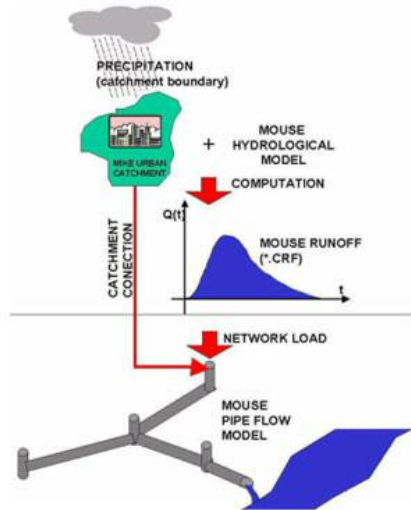 PRECIPITATION
(catchment boundary)
MIKE URBAN
CATCHMENT
+
MOUSE
HYDROLOGICAL
MODEL
COMPUTATION
Q(t)
MOUSE RUNOFF
(*.CRF)
t
CATCHMENT
CONECTION
NETWORK LOAD
MOUSE
PIPE FLOW
MODEL